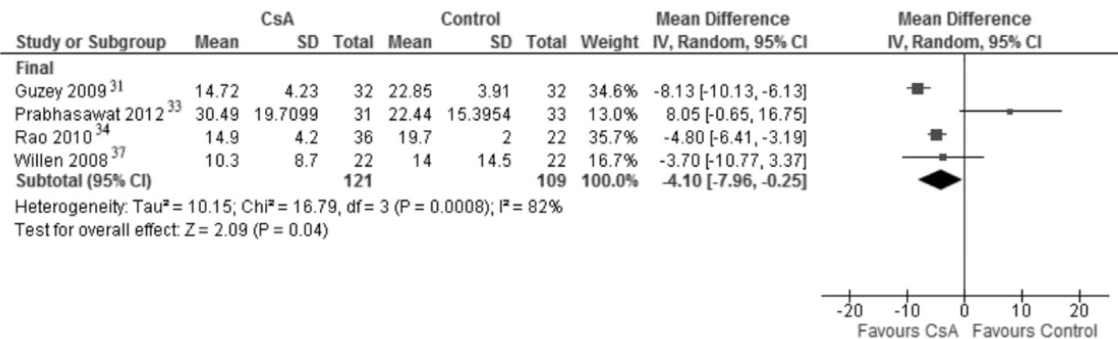 CsA Control Mean Difference Mean Difference
Study or Subgroup Mean SD Total Mean SD Total Weight IV, Random, 95% CI IV, Random, 95% CI
Final
Guzey 2009 31 14.72 4.23 32 22.85 3.91 32 34.6% -8.13 [-10.13, -6.13]
Prabhasawat 2012 33 30.49 19.7099 31 22.44 15.3954 33 13.0% 8.05 [-0.65, 16.75]
Rao 2010 34 14.9 4.2 36 19.7 2 22 35.7% -4.80 [-6.41, -3.19]
Willen 2008 37 10.3 8.7 22 14 14.5 22 16.7% -3.70 [-10.77, 3.37]
Subtotal (95% CI) 121 109 100.0% -4.10 [-7.96, -0.25]
Heterogeneity: Tau² = 10.15; Chi² = 16.79, df = 3 (P = 0.0008); I² = 82%
Test for overall effect: Z = 2.09 (P = 0.04)
-20 -10 0 10 20
Favours CsA Favours Control